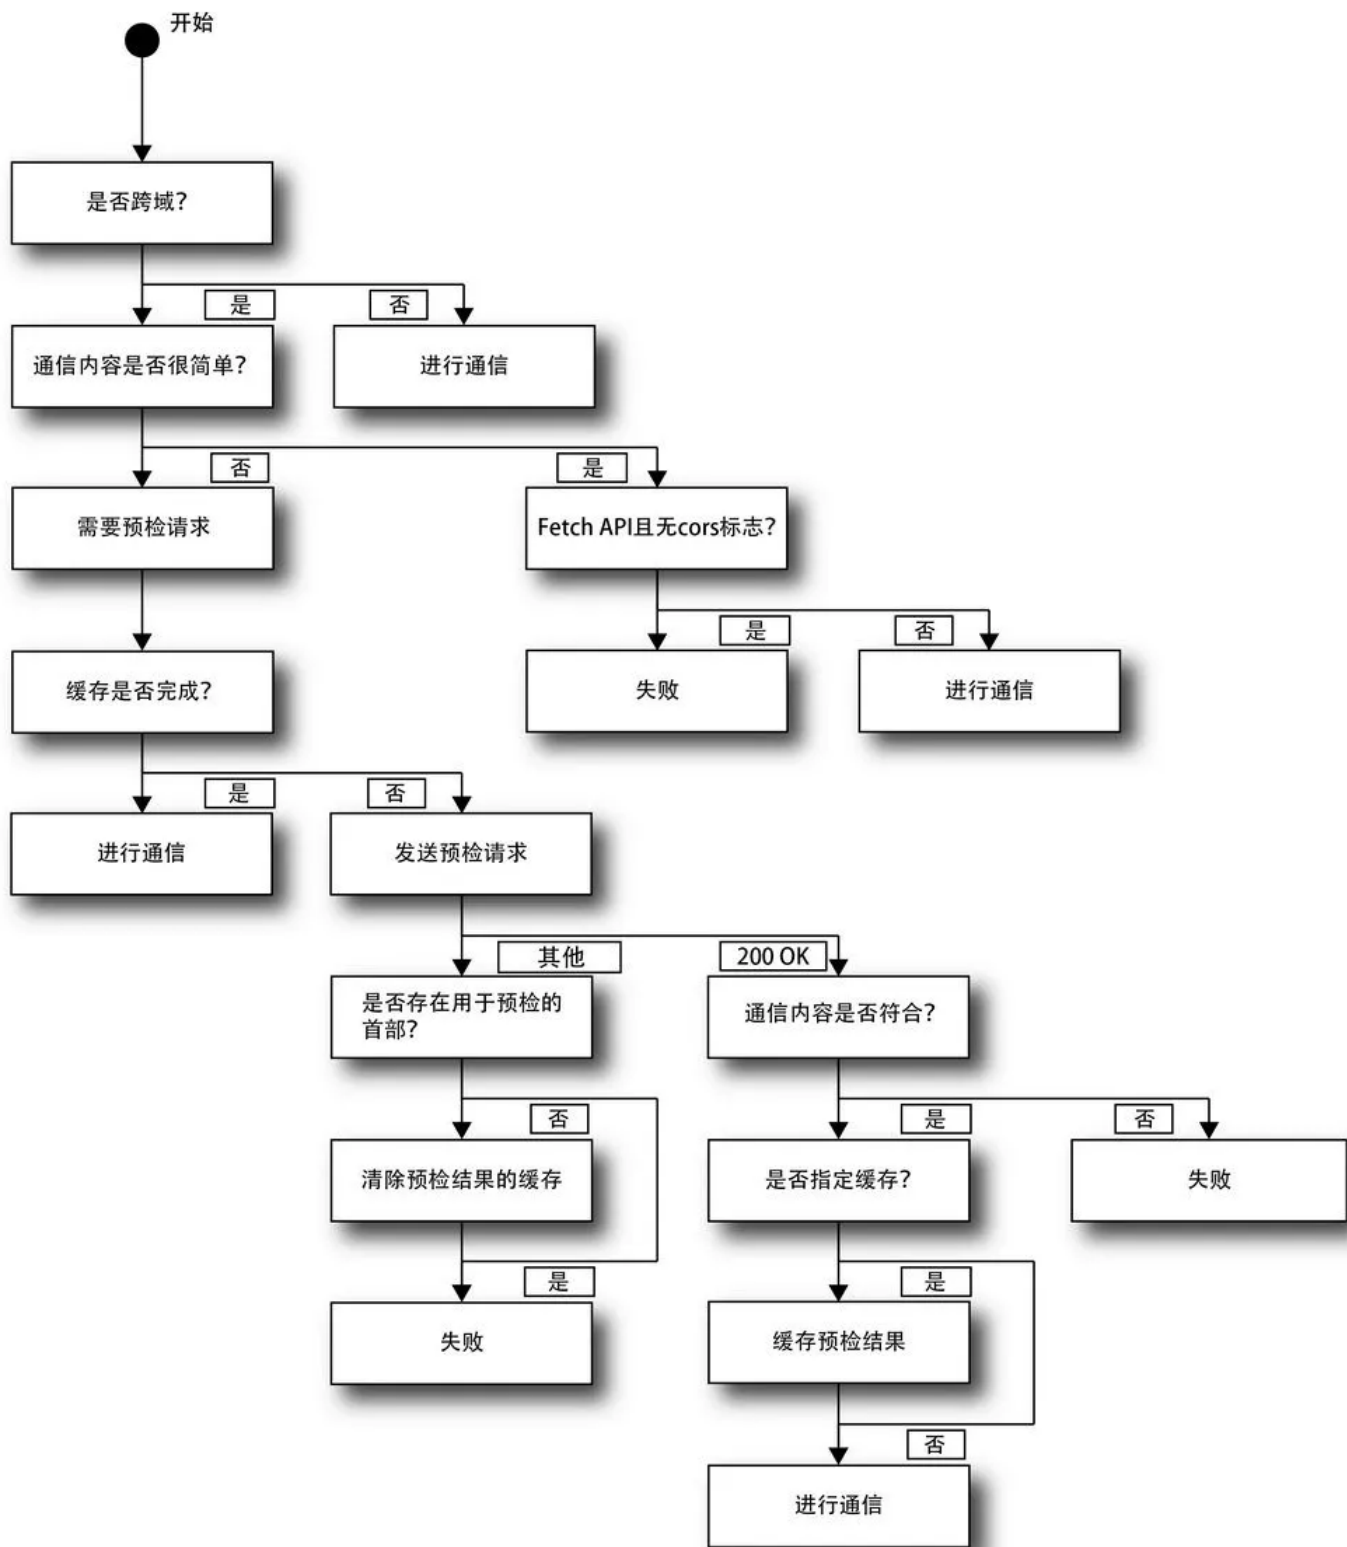 开始
是否跨域？
是
否
通信内容是否很简单？
进行通信
否
是
需要预检请求
Fetch API且无cors标志？
是
否
缓存是否完成？
失败
进行通信
是
否
进行通信
发送预检请求
其他
200 OK
是否存在用于预检的
首部？
通信内容是否符合？
否
是
否
清除预检结果的缓存
是否指定缓存？
失败
是
是
失败
缓存预检结果
否
进行通信